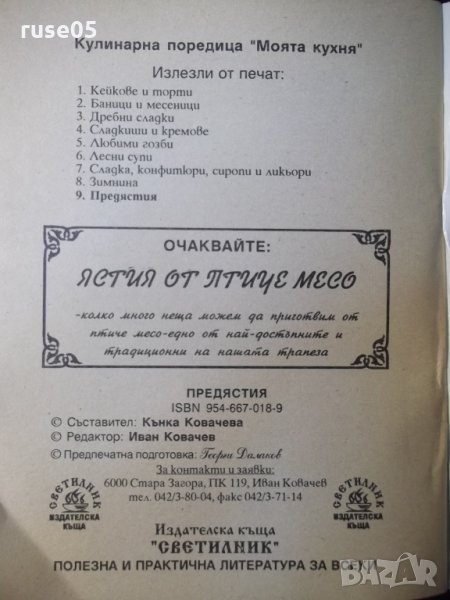 ruse05
Кулинарна поредица "Моята кухня"
Излезли от печат:
1. Кейкове и торти
2. Баници и месеници
3. Дребни сладки
4. Сладкиши и кремове
5. Любими гозби
6. Лесни супи
7. Сладка, конфитюри, сиропи и ликьори
8. Зимнина
9. Предястия
ОЧАКВАЙТЕ:
ЯСТИЯ ОТ ПТИЧЕ МЕСО
-колко много неща можем да приготвим от
птиче месо-едно от най-достъпните и
традиционни на нашата трапеза
ПРЕДЯСТИЯ
ISBN 954-667-018-9
© Съставител: Кънка Ковачева
© Редактор: Иван Ковачев
© Предпечатна подготовка: Георги Далаков
За контакти и заявки:
6000 Стара Загора, ПК 119, Иван Ковачев
тел. 042/3-80-04, факс 042/3-71-14
СВЕТИЛНИК
ИЗДАТЕЛСКА
КЪЩА
СВЕТИЛНИК
ИЗДАТЕЛСКА
КЪЩА
Издателска къща
"СВЕТИЛНИК"
ПОЛЕЗНА И ПРАКТИЧНА ЛИТЕРАТУРА ЗА ВСЕКИ
BAZAR.BG